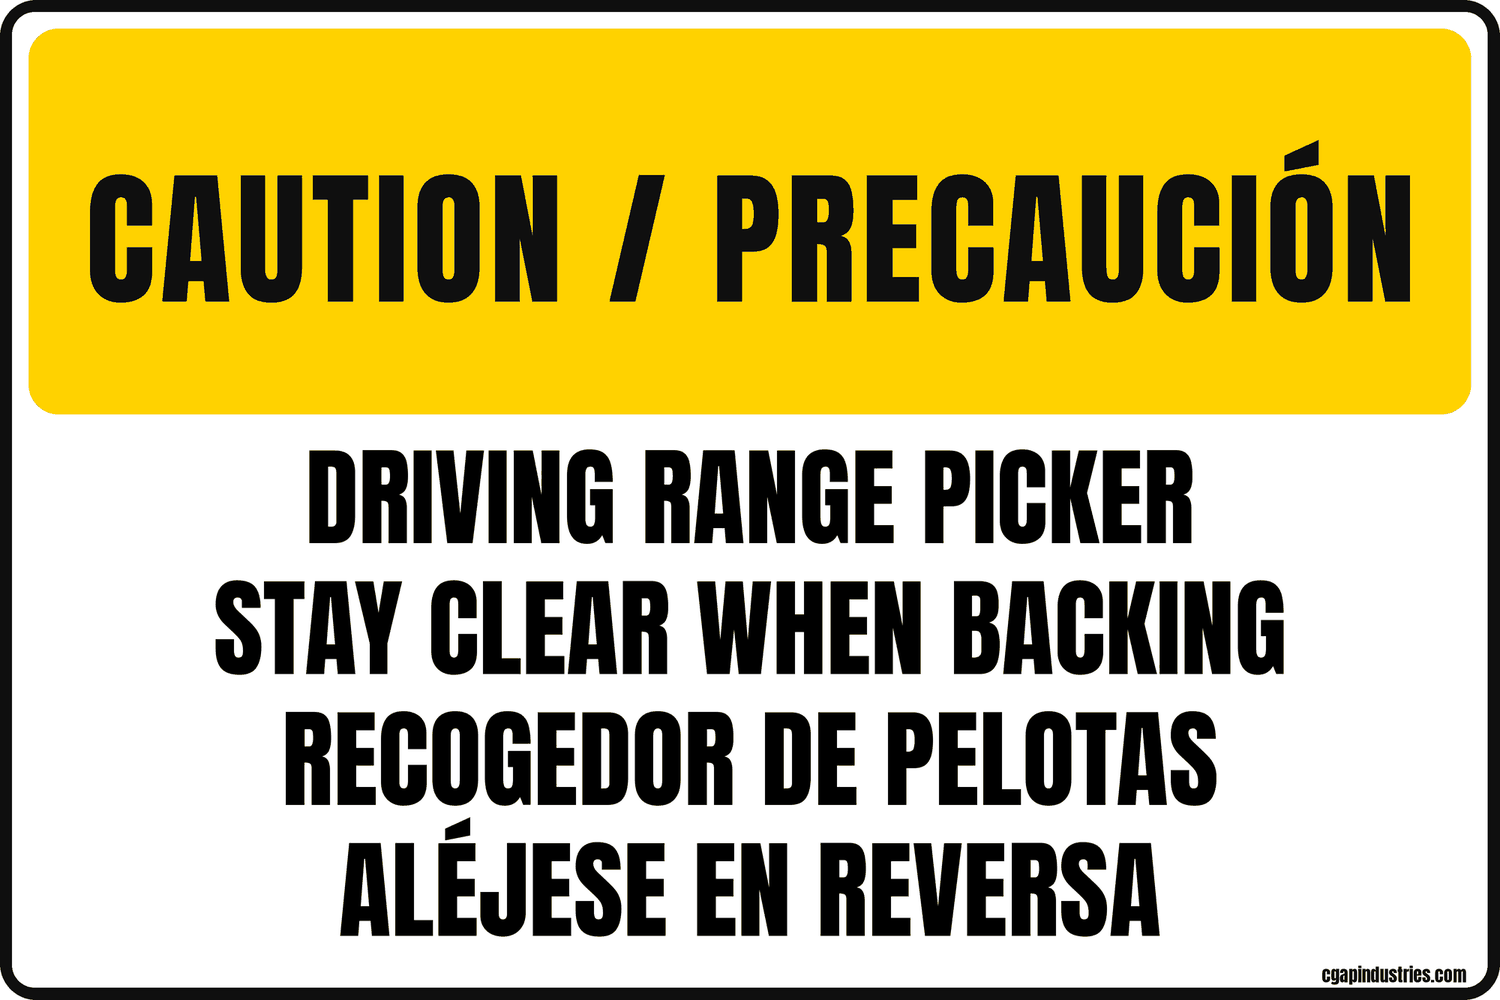 CAUTION / PRECAUCIÓN
DRIVING RANGE PICKER
STAY CLEAR WHEN BACKING
RECOGEDOR DE PELOTAS
ALÉJESE EN REVERSA
cgapindustries.com